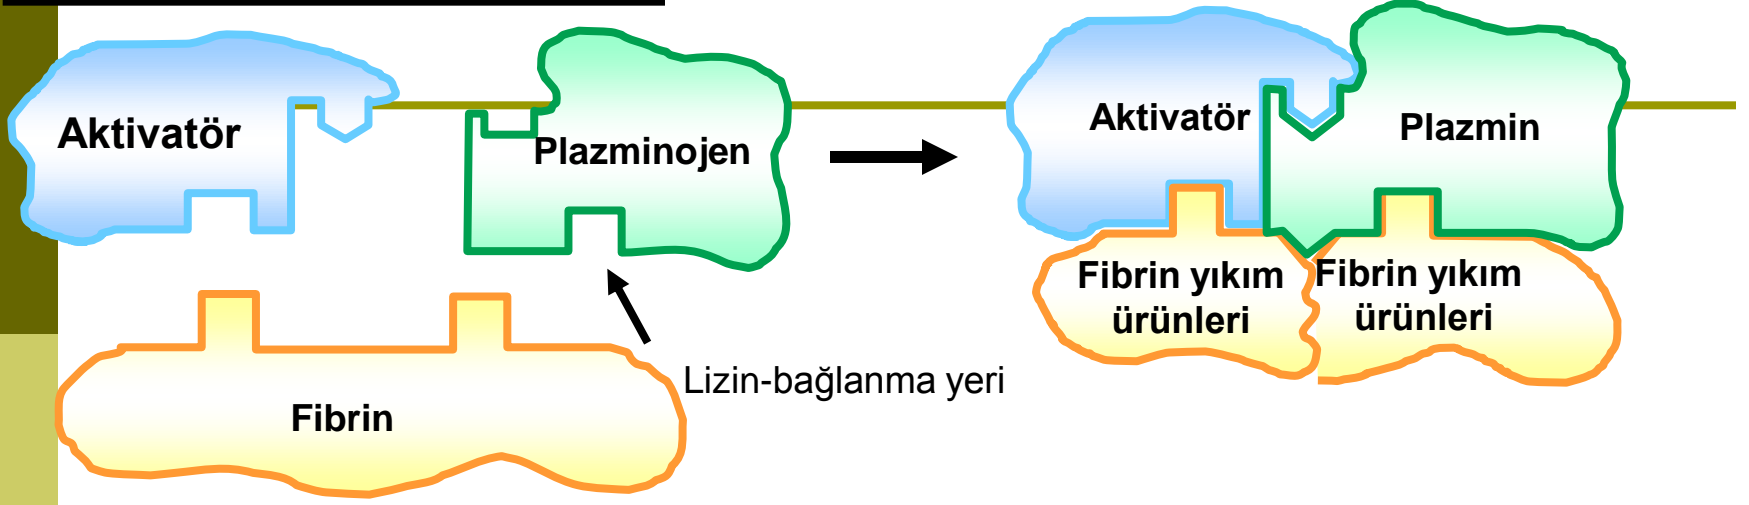 Aktivatör
Plazminojen
Fibrin
Lizin-bağlanma yeri
Aktivatör
Plazmin
Fibrin yıkım
ürünleri
Fibrin yıkım
ürünleri